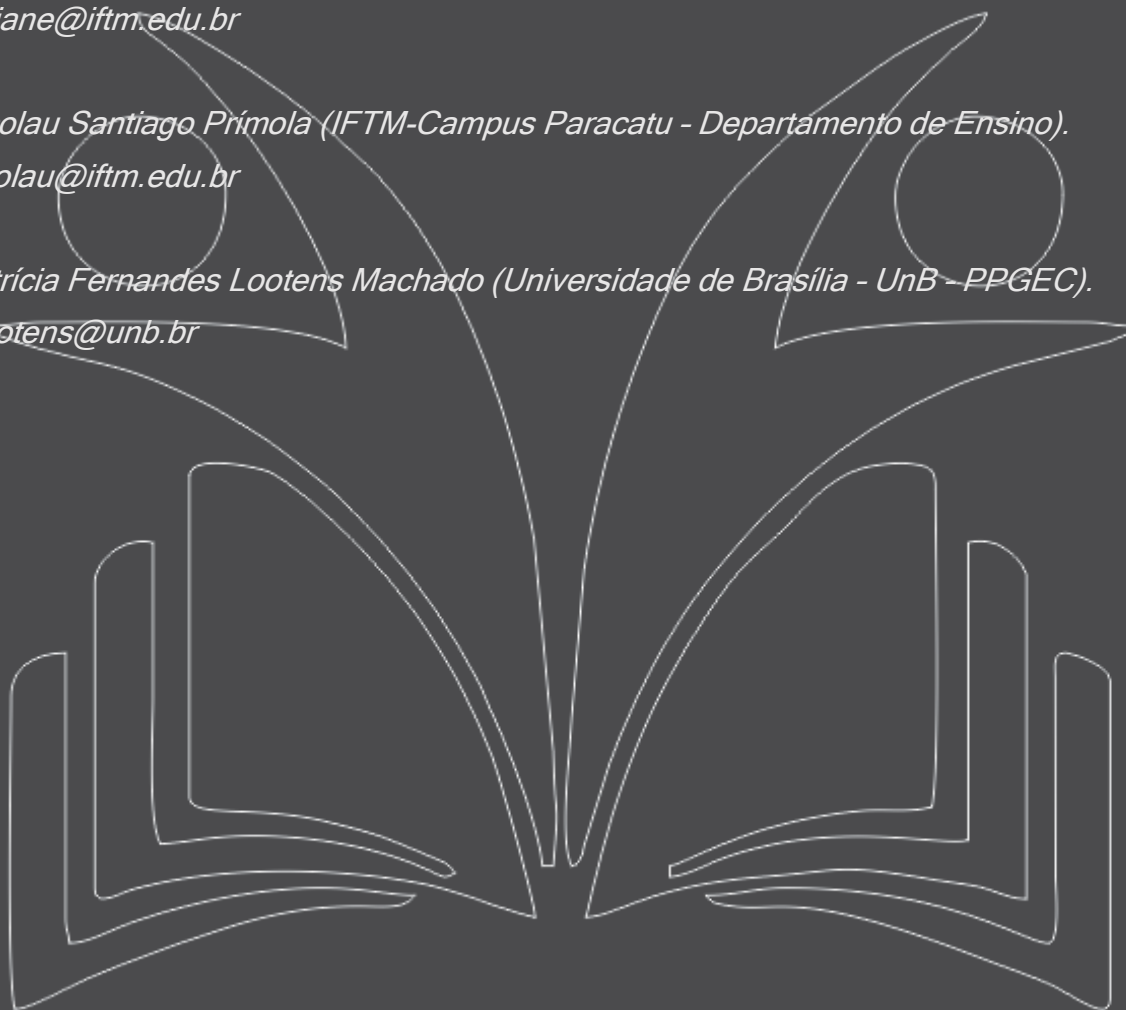 iane@iftm.edu.br
olau Santiago Prímola (IFTM-Campus Paracatu - Departamento de Ensino).
olau@iftm.edu.br
trícia Fernandes Lootens Machado (Universidade de Brasília - UnB - PPGEC).
otens@unb.br